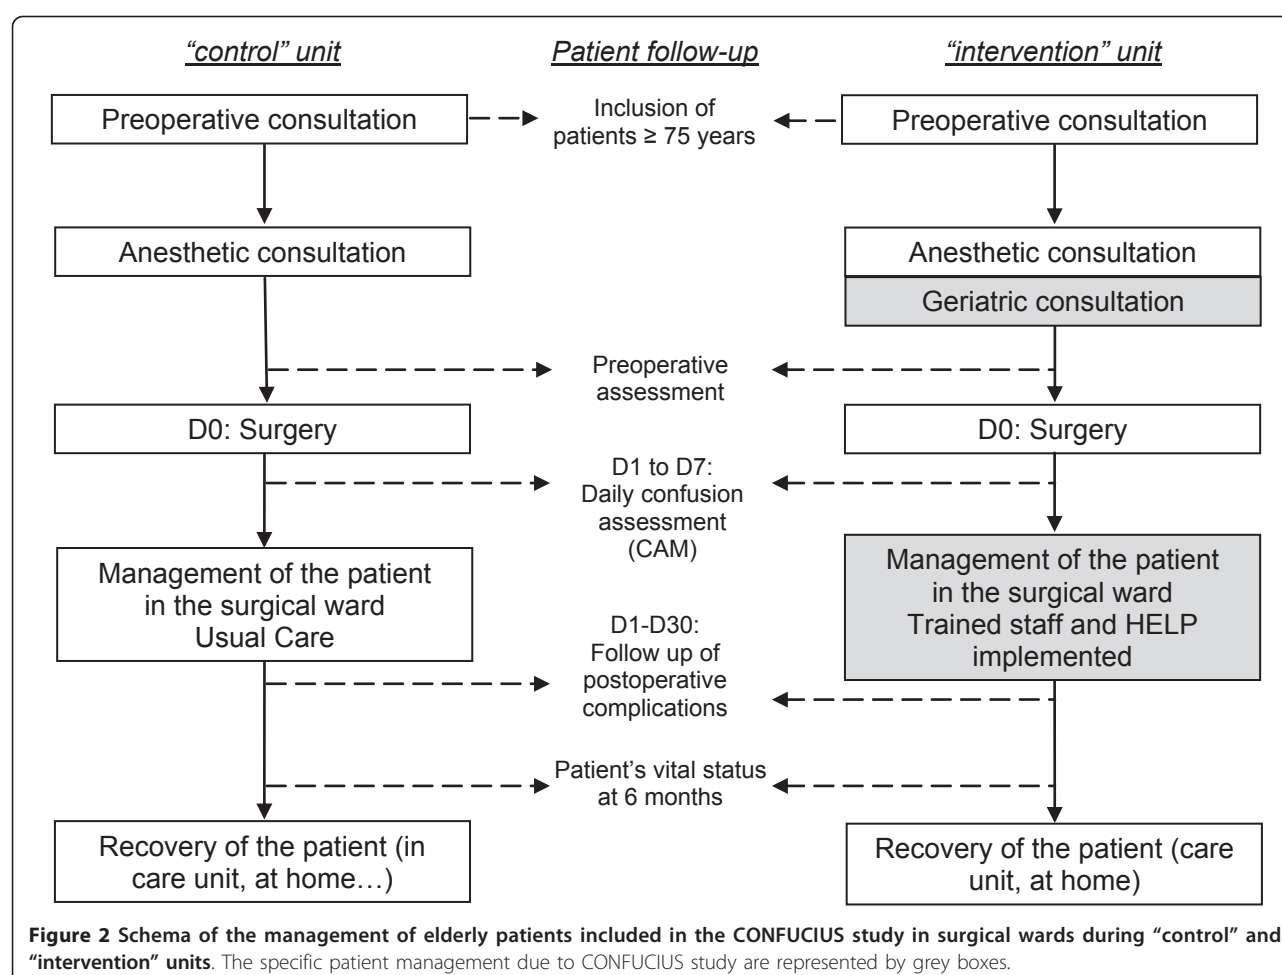 “control” unit
Patient follow-up
“intervention” unit
Preoperative consultation
Inclusion of
patients ≥ 75 years
Preoperative consultation
Anesthetic consultation
Anesthetic consultation
Geriatric consultation
Preoperative
assessment
D0: Surgery
D0: Surgery
D1 to D7:
Daily confusion
assessment
(CAM)
Management of the patient
in the surgical ward
Usual Care
Management of the patient
in the surgical ward
Trained staff and HELP
implemented
D1-D30:
Follow up of
postoperative
complications
Patient’s vital status
at 6 months
Recovery of the patient (in
care unit, at home…)
Recovery of the patient (care
unit, at home)
Figure 2 Schema of the management of elderly patients included in the CONFUCIUS study in surgical wards during “control” and
“intervention” units. The specific patient management due to CONFUCIUS study are represented by grey boxes.